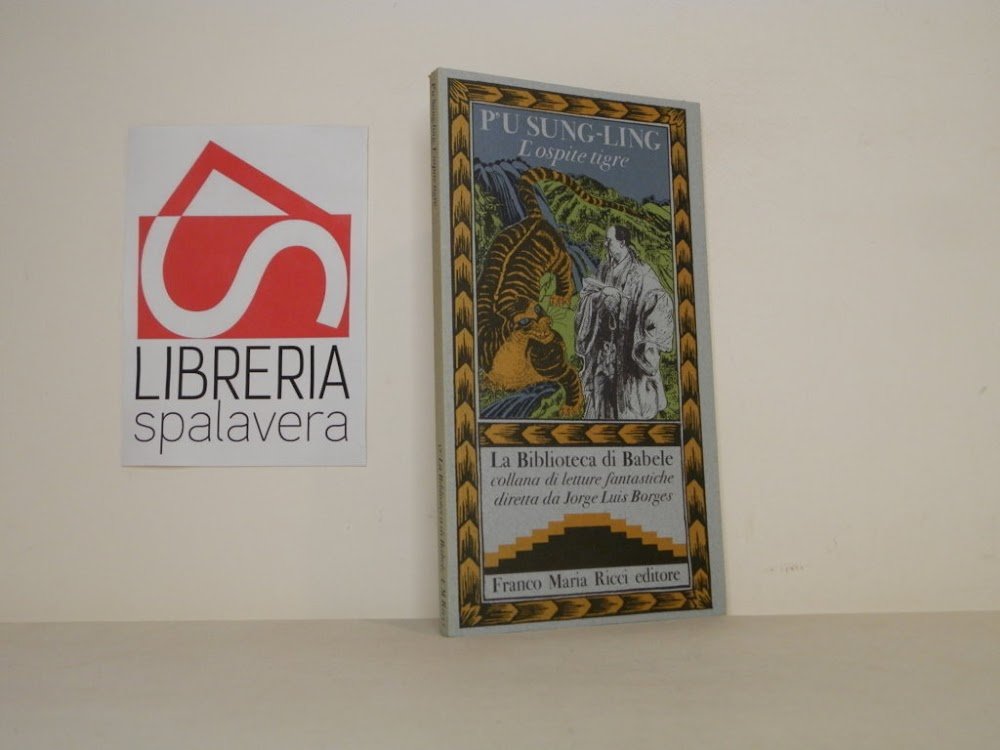 LIBRERIA
spalavera
P'U SUNG-LING
L'ospite tigre
La Biblioteca di Babele
collana di letture fantastiche
diretta da Jorge Luis Borges
Franco Maria Ricci editore